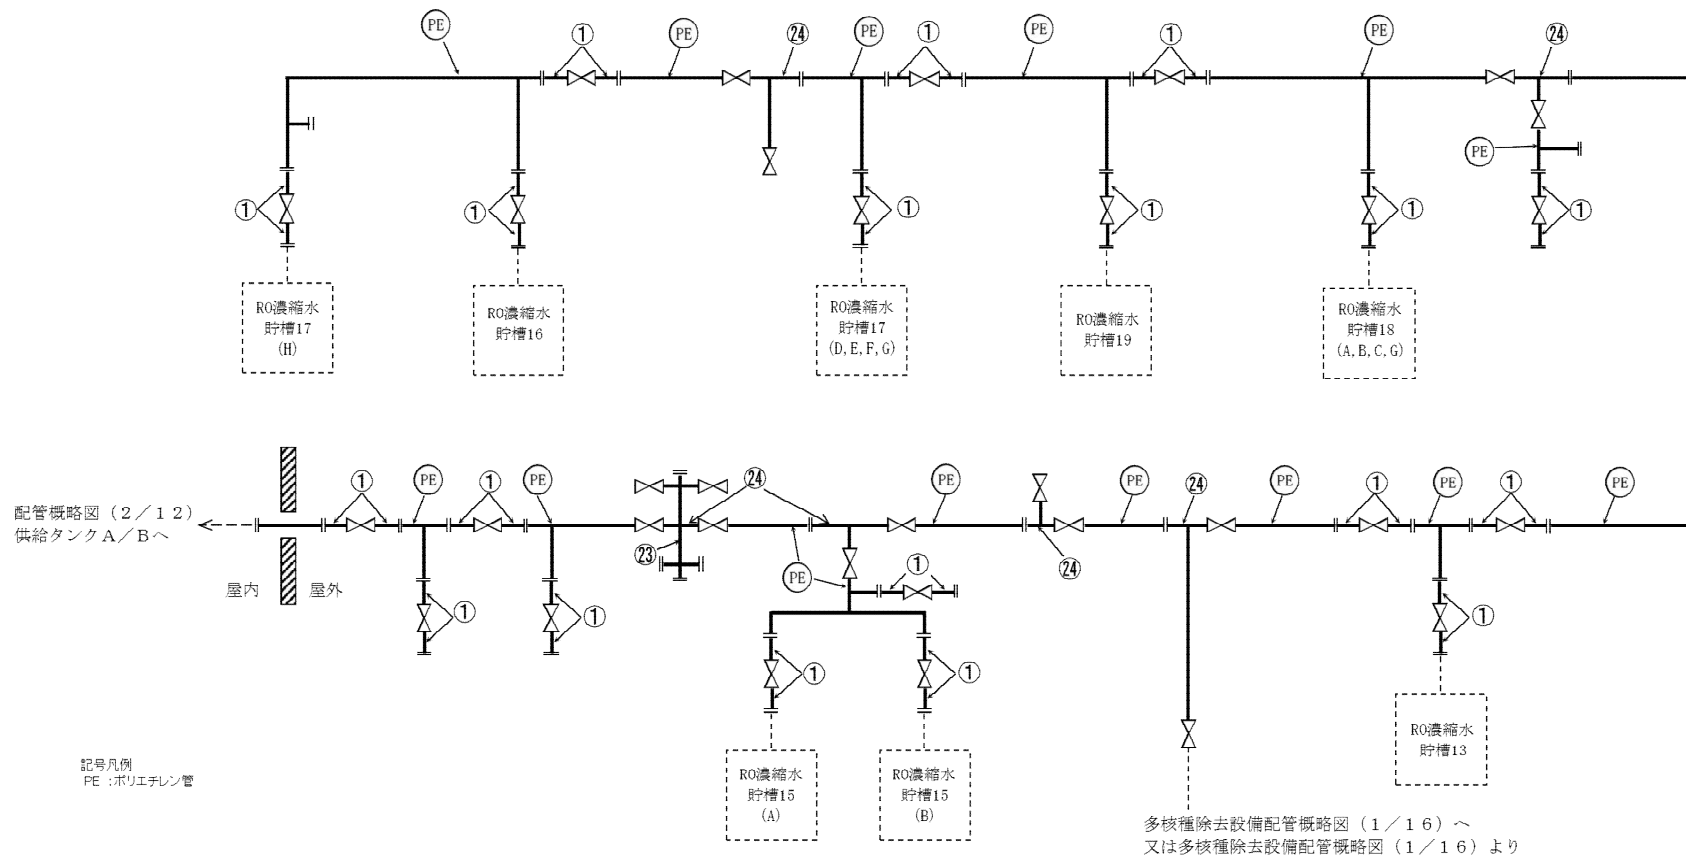 PE
①
PE
㉔
PE
①
PE
①
PE
㉔
PE
①
①
①
①
①
①
RO濃縮水
貯槽17
(H)
RO濃縮水
貯槽16
RO濃縮水
貯槽17
(D,E,F,G)
RO濃縮水
貯槽19
RO濃縮水
貯槽18
(A,B,C,G)
配管概略図（2／12）
供給タンクA／Bへ
屋内
屋外
①
PE
①
PE
㉔
PE
PE
㉔
PE
①
PE
①
PE
㉓
PE
㉔
①
①
①
①
①
①
RO濃縮水
貯槽15
(A)
RO濃縮水
貯槽15
(B)
RO濃縮水
貯槽13
多核種除去設備配管概略図（1／16）へ
又は多核種除去設備配管概略図（1／16）より
記号凡例
PE：ポリエチレン管